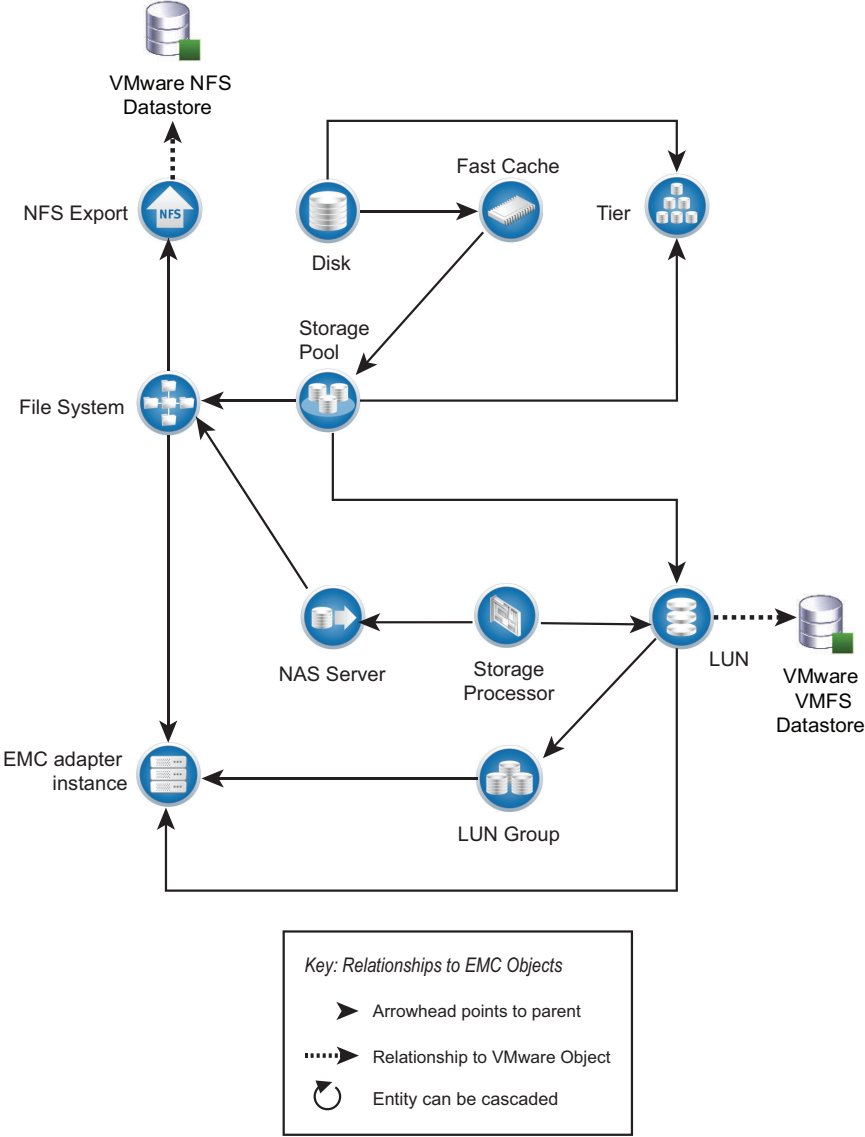 VMware NFS
Datastore
Fast Cache
NFS Export
NFS
Tier
Disk
Storage
Pool
File System
NAS Server
Storage
Processor
LUN
VMware
VMFS
Datastore
EMC adapter
instance
LUN Group
Key: Relationships to EMC Objects
Arrowhead points to parent
Relationship to VMware Object
Entity can be cascaded